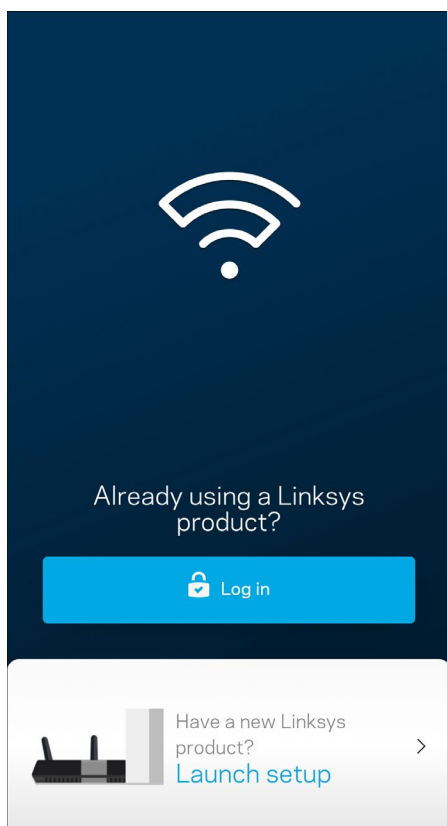 Already using a Linksys
product?
Log in
Have a new Linksys
product?
Launch setup